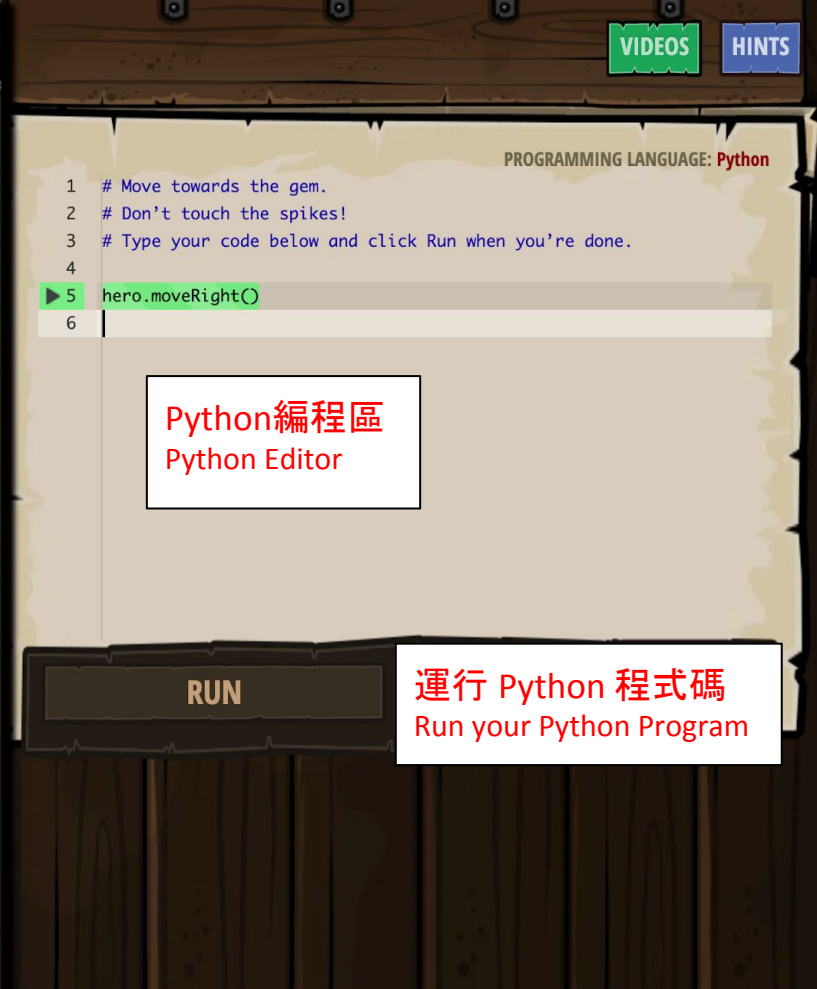 VIDEOS
HINTS
PROGRAMMING LANGUAGE: Python
1 # Move towards the gem.
2 # Don’t touch the spikes!
3 # Type your code below and click Run when you’re done.
4
5 hero.moveRight()
6
Python編程區
Python Editor
RUN
運行 Python 程式碼
Run your Python Program